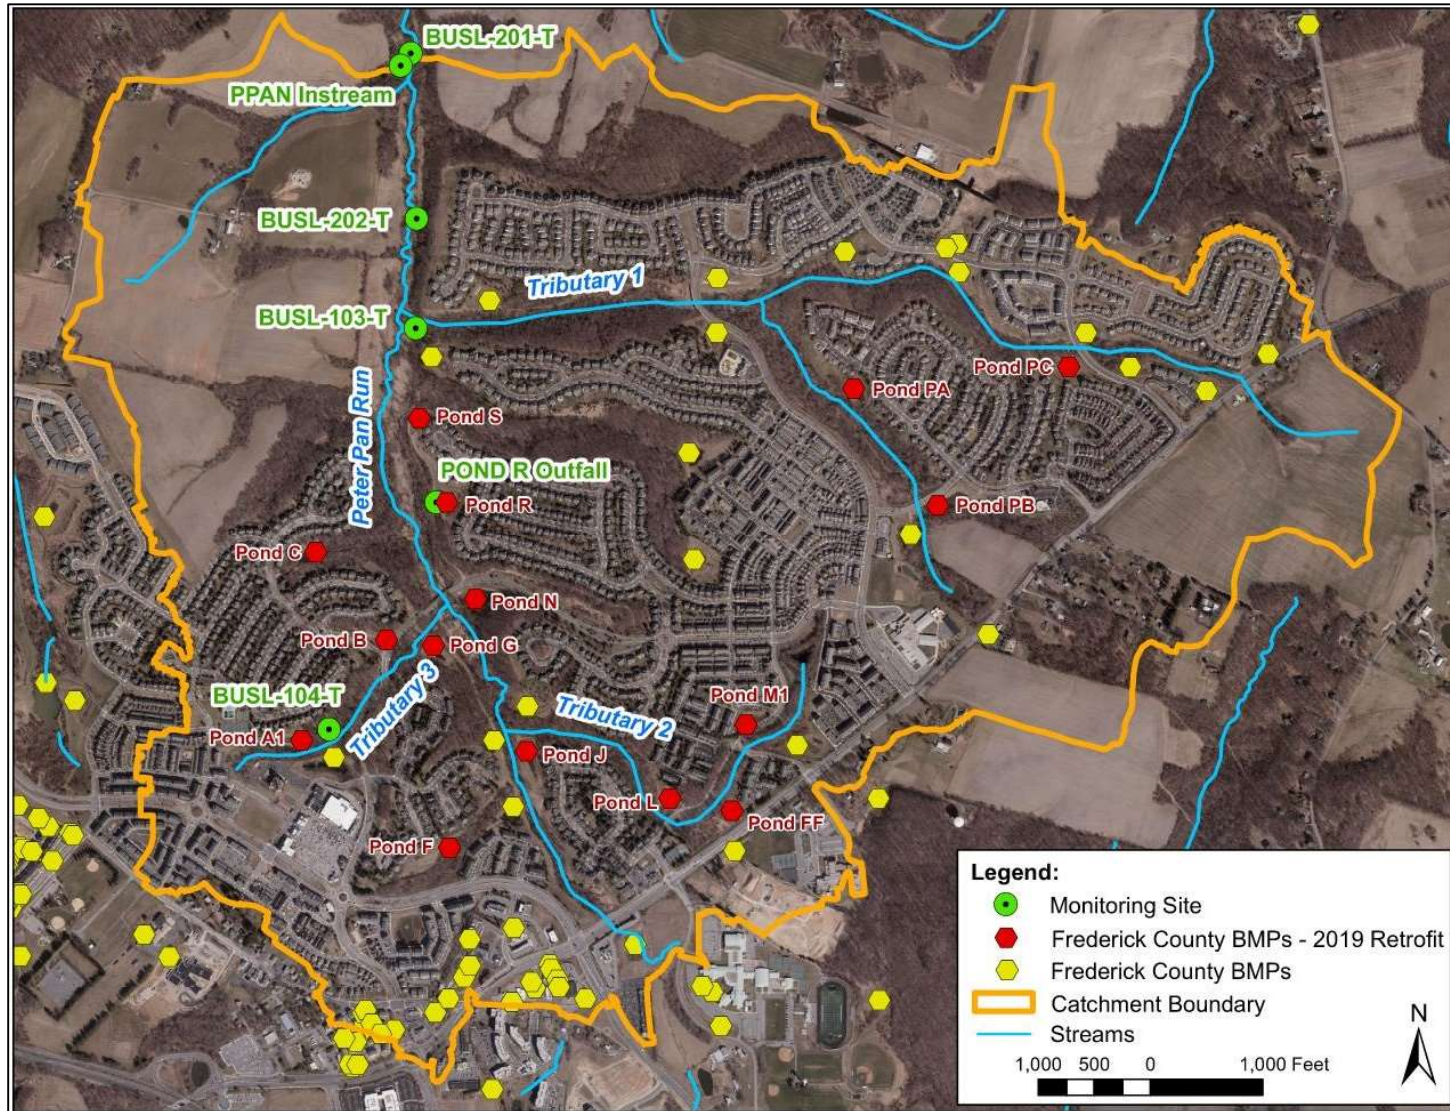 BUSL-201-T
PPAN Instream
BUSL-202-T
Tributary 1
BUSL-103-T
Pond PC
Pond PA
Peter Pan Run
Pond S
POND R Outfall
Pond R
Pond PB
Pond C
Pond N
Pond B
Pond G
BUSL-104-T
Tributary 3
Pond M1
Tributary 2
Pond A1
Pond J
Pond L
Pond FF
Pond F
Legend:
Monitoring Site
Frederick County BMPs - 2019 Retrofit
Frederick County BMPs
Catchment Boundary
Streams
N
1,000 500 0 1,000 Feet